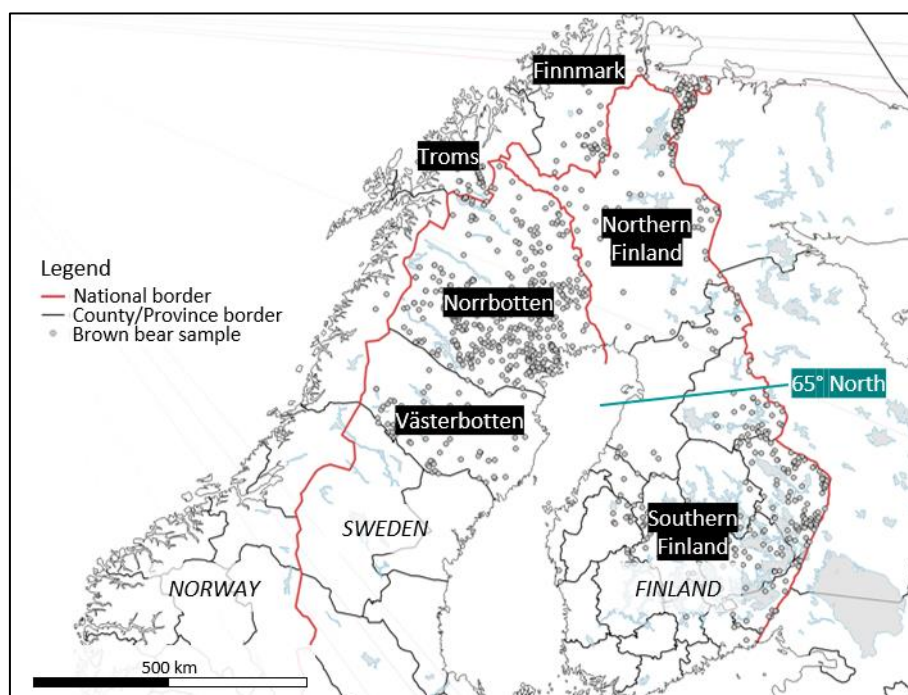 Finnmark
Troms
Northern
Finland
Legend
National border
County/Province border
Brown bear sample
Norrbotten
65° North
Västerbotten
Southern
Finland
SWEDEN
NORWAY
FINLAND
500 km